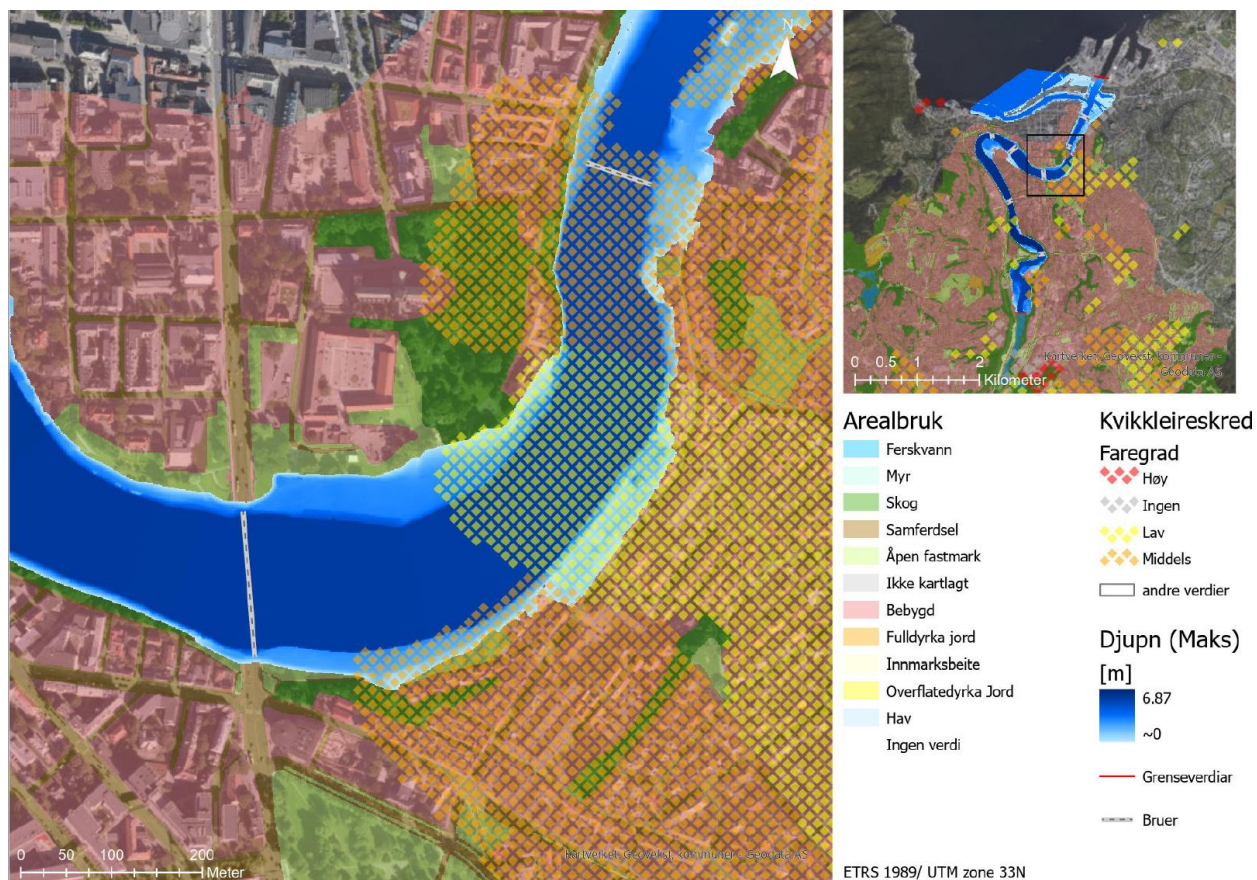 N
0 50 100 200
Meter
Kartverket, Geovekst, kommuner - Geodata AS
0 0.5 1 2
Kilometer
Kartverket, Geovekst, kommuner -
Geodata AS
Arealbruk
Ferskvann
Myr
Skog
Samferdsel
Åpen fastmark
Ikke kartlagt
Bebygd
Fulldyrka jord
Innmarksbeite
Overflatedyrka Jord
Hav
Ingen verdi
Kvikkleireskred
Faregrad
Høy
Ingen
Lav
Middels
andre verdier
Djupn (Maks)
[m]
6.87
~0
Grenseverdiar
Bruer
ETRS 1989/ UTM zone 33N